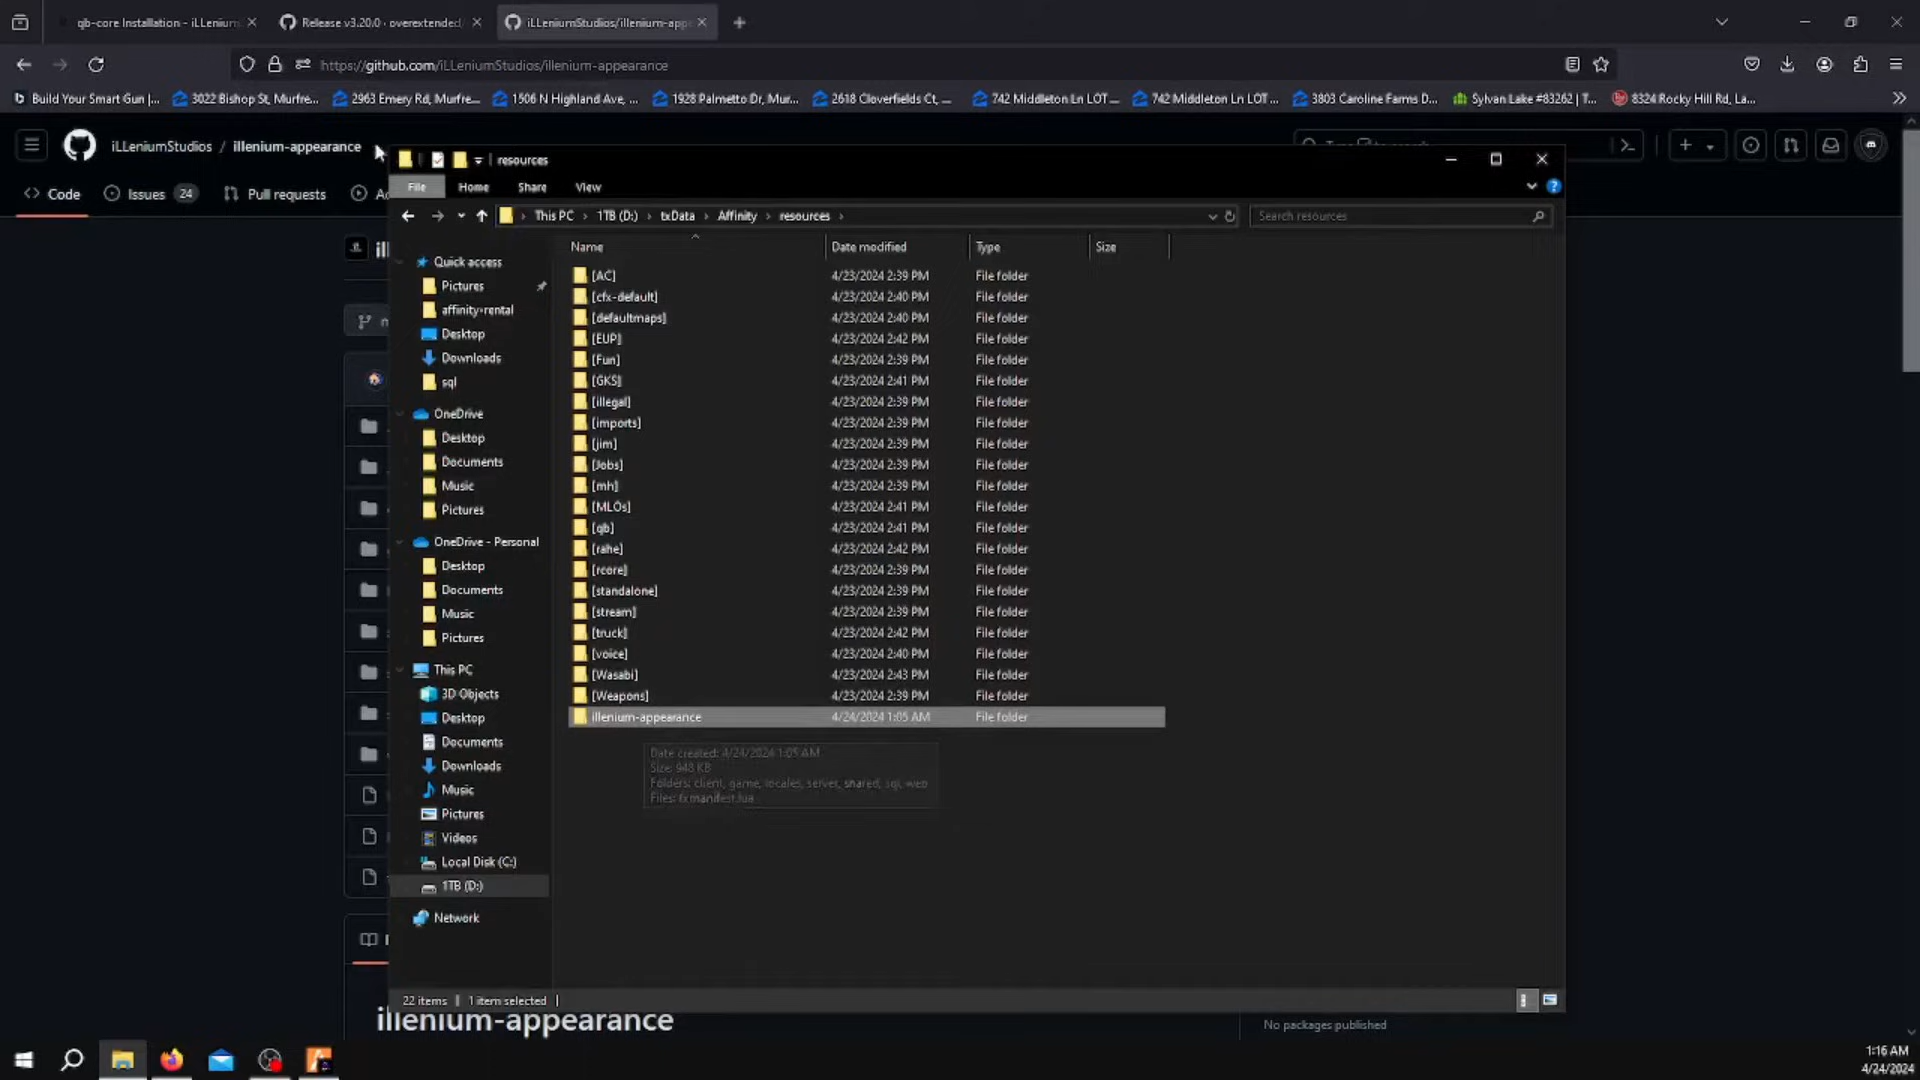 qb-core Installation - iLLenium
Release v3.20.0 · overextended
iLLeniumStudios/illenium-app
https://github.com/iLLeniumStudios/illenium-appearance
Build Your Smart Gun |...
3022 Bishop St, Murfre...
2963 Emery Rd, Murfre...
1506 N Highland Ave, ...
1928 Palmetto Dr, Mur...
2618 Cloverfields Ct, ...
742 Middleton Ln LOT...
742 Middleton Ln LOT...
3803 Caroline Farms D...
Sylvan Lake #83262 | T...
8324 Rocky Hill Rd, La...
iLLeniumStudios / illenium-appearance
resources
Code
Issues 24
Pull requests
File
Home
Share
View
This PC
1TB (D:)
txData
Affinity
resources
Search resources
Name
Date modified
Type
Size
Quick access
Pictures
affinity-rental
Desktop
Downloads
sql
OneDrive
Desktop
Documents
Music
Pictures
OneDrive - Personal
Desktop
Documents
Music
Pictures
This PC
3D Objects
Desktop
Documents
Downloads
Music
Pictures
Videos
Local Disk (C:)
1TB (D:)
Network
[AC] 4/23/2024 2:39 PM File folder
[cfx-default] 4/23/2024 2:40 PM File folder
[defaultmaps] 4/23/2024 2:40 PM File folder
[EUP] 4/23/2024 2:42 PM File folder
[Fun] 4/23/2024 2:39 PM File folder
[GKS] 4/23/2024 2:41 PM File folder
[illegal] 4/23/2024 2:39 PM File folder
[imports] 4/23/2024 2:39 PM File folder
[jim] 4/23/2024 2:39 PM File folder
[Jobs] 4/23/2024 2:39 PM File folder
[mh] 4/23/2024 2:39 PM File folder
[MLOs] 4/23/2024 2:41 PM File folder
[qb] 4/23/2024 2:41 PM File folder
[rahe] 4/23/2024 2:42 PM File folder
[rcore] 4/23/2024 2:39 PM File folder
[standalone] 4/23/2024 2:39 PM File folder
[stream] 4/23/2024 2:39 PM File folder
[truck] 4/23/2024 2:42 PM File folder
[voice] 4/23/2024 2:40 PM File folder
[Wasabi] 4/23/2024 2:43 PM File folder
[Weapons] 4/23/2024 2:39 PM File folder
illenium-appearance 4/24/2024 1:05 AM File folder
Date created: 4/24/2024 1:05 AM
Size: 948 KB
Folders: client, game, locales, server, shared, sql, web
Files: fxmanifest.lua
22 items
1 item selected
illenium-appearance
No packages published
1:16 AM
4/24/2024